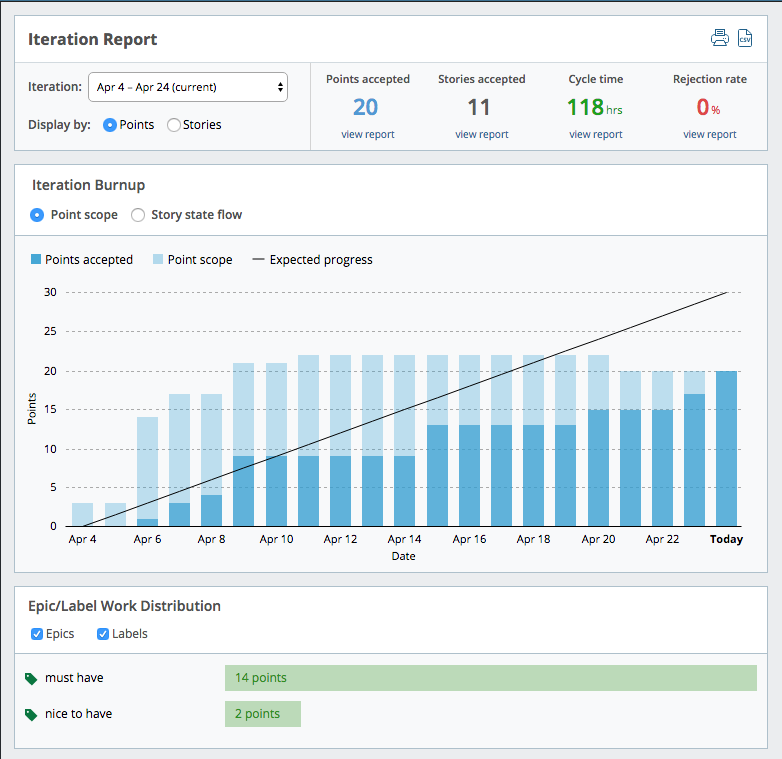 Iteration Report
CSV
Iteration: Apr 4 – Apr 24 (current)
Display by: Points Stories
Points accepted Stories accepted Cycle time Rejection rate
20 11 118 hrs 0 %
view report view report view report view report
Iteration Burnup
Point scope Story state flow
Points accepted Point scope Expected progress
30
25
20
15
10
5
0
Points
Apr 4 Apr 6 Apr 8 Apr 10 Apr 12 Apr 14 Apr 16 Apr 18 Apr 20 Apr 22 Today
Date
Epic/Label Work Distribution
Epics Labels
must have 14 points
nice to have 2 points